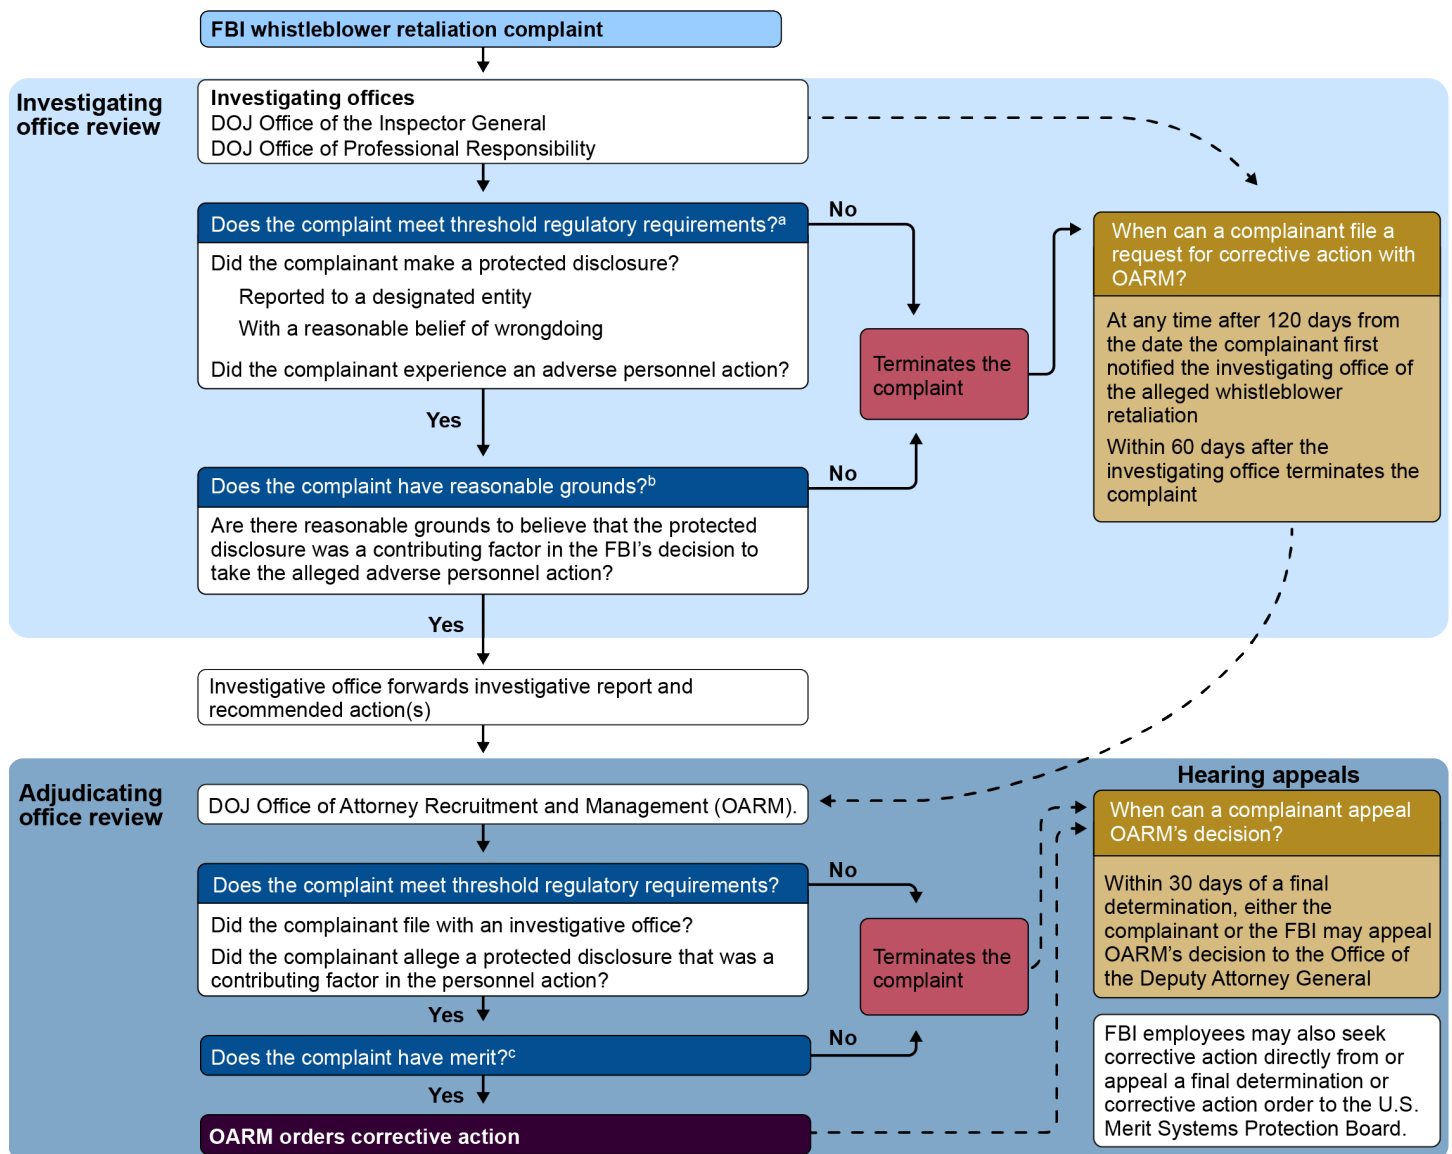 FBI whistleblower retaliation complaint
Investigating
office review
Investigating offices
DOJ Office of the Inspector General
DOJ Office of Professional Responsibility
Does the complaint meet threshold regulatory requirements?a
No
Did the complainant make a protected disclosure?
Reported to a designated entity
With a reasonable belief of wrongdoing
Did the complainant experience an adverse personnel action?
Terminates the
complaint
When can a complainant file a
request for corrective action with
OARM?
At any time after 120 days from
the date the complainant first
notified the investigating office of
the alleged whistleblower
retaliation
Within 60 days after the
investigating office terminates the
complaint
Yes
Does the complaint have reasonable grounds?b
No
Are there reasonable grounds to believe that the protected
disclosure was a contributing factor in the FBI’s decision to
take the alleged adverse personnel action?
Yes
Investigative office forwards investigative report and
recommended action(s)
Adjudicating
office review
DOJ Office of Attorney Recruitment and Management (OARM).
Does the complaint meet threshold regulatory requirements?
No
Did the complainant file with an investigative office?
Did the complainant allege a protected disclosure that was a
contributing factor in the personnel action?
Terminates the
complaint
Yes
Does the complaint have merit?c
No
Yes
OARM orders corrective action
Hearing appeals
When can a complainant appeal
OARM’s decision?
Within 30 days of a final
determination, either the
complainant or the FBI may appeal
OARM’s decision to the Office of
the Deputy Attorney General
FBI employees may also seek
corrective action directly from or
appeal a final determination or
corrective action order to the U.S.
Merit Systems Protection Board.